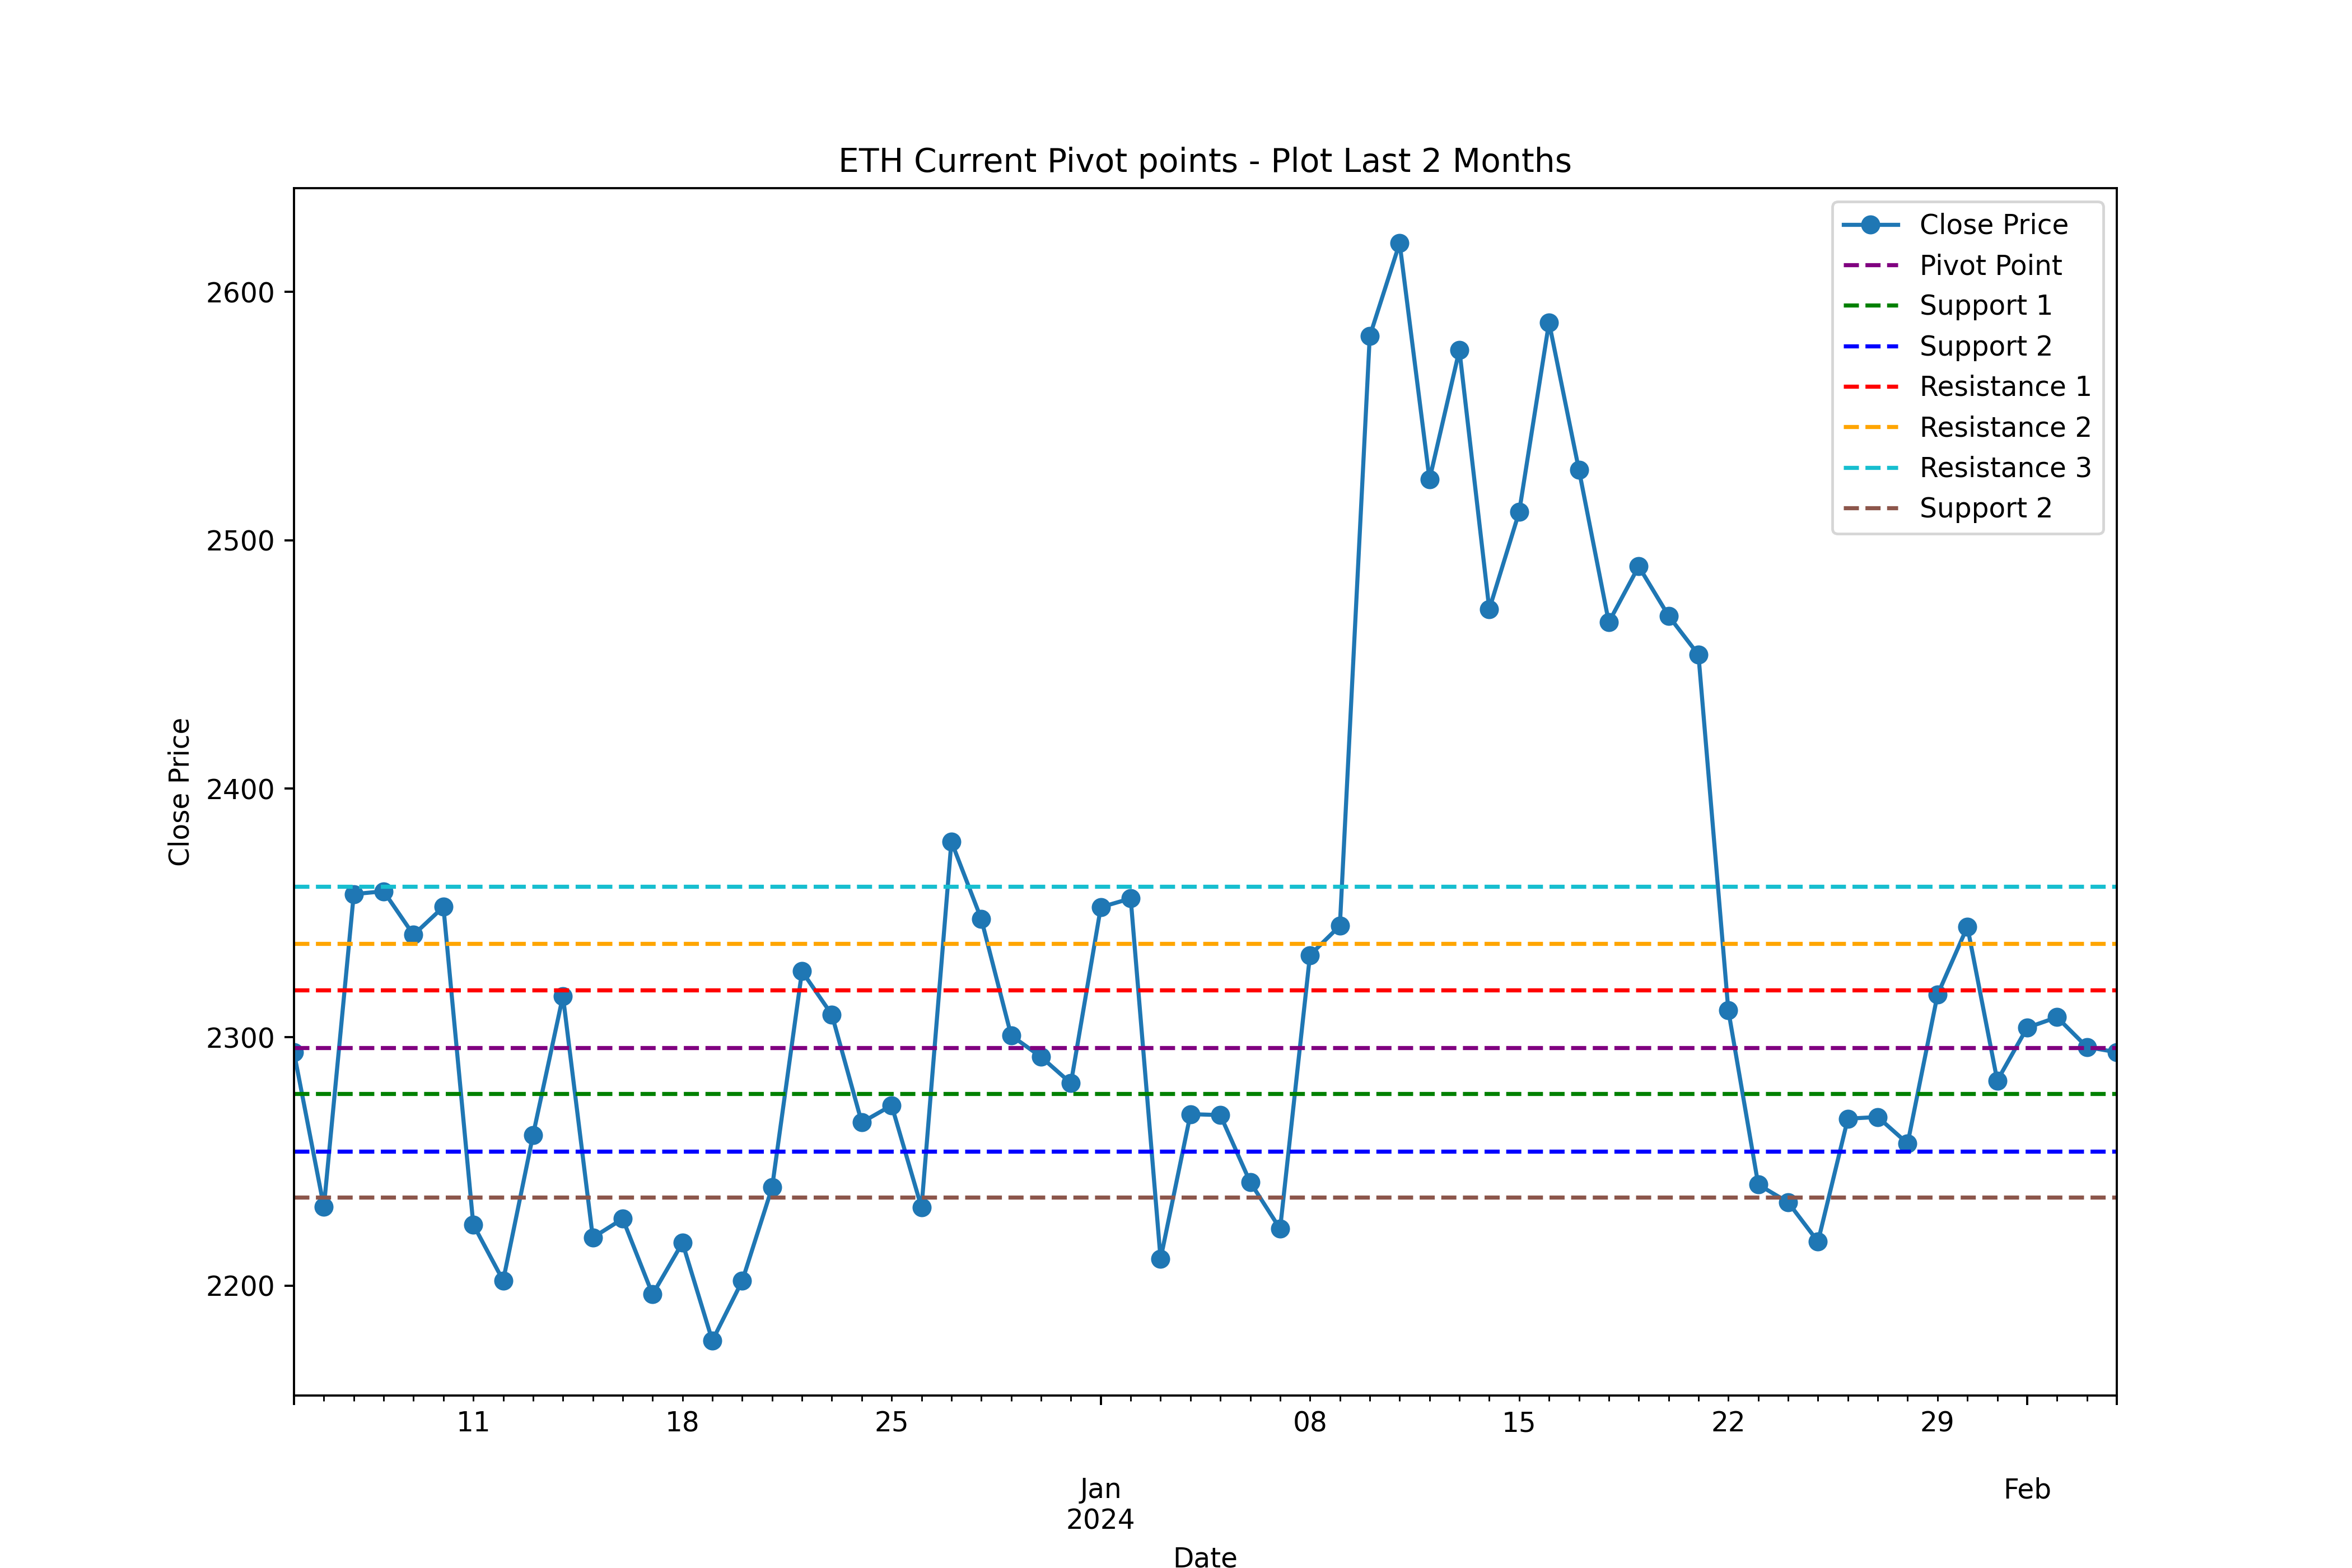 ETH Current Pivot points - Plot Last 2 Months
Close Price
Pivot Point
Support 1
Support 2
Resistance 1
Resistance 2
Resistance 3
Support 2
Close Price
2600
2500
2400
2300
2200
11
18
25
08
15
22
29
Jan
2024
Feb
Date